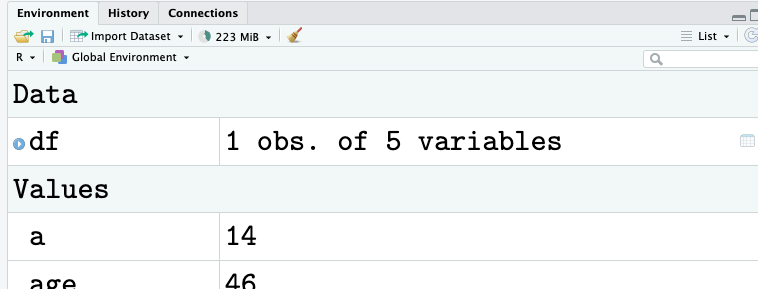 Environment History Connections
Import Dataset 223 MiB List
R Global Environment
Data
df 1 obs. of 5 variables
Values
a 14
age 46